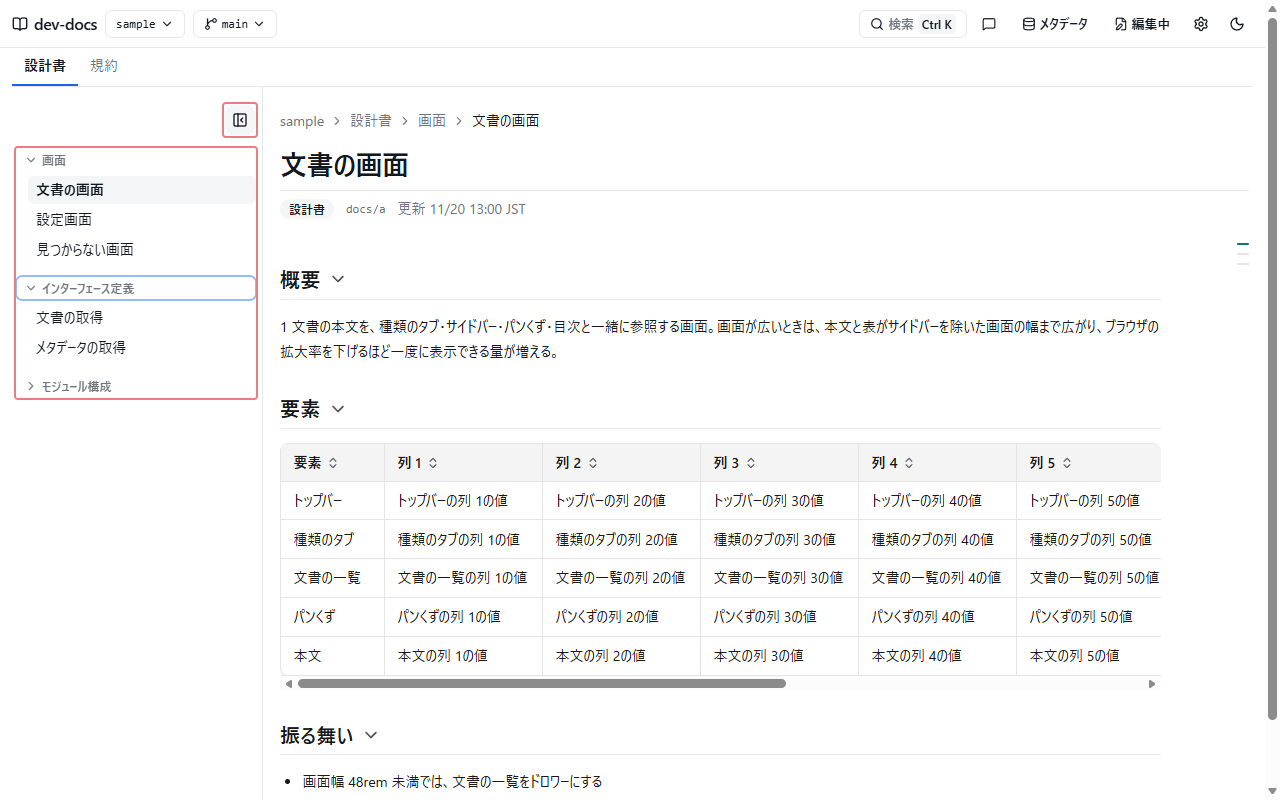 dev-docs
sample
main
検索 Ctrl K
メタデータ
編集中
設計書
規約
画面
文書の画面
設定画面
見つからない画面
インターフェース定義
文書の取得
メタデータの取得
モジュール構成
sample > 設計書 > 画面 > 文書の画面
文書の画面
設計書 docs/a 更新 11/20 13:00 JST
概要
1 文書の本文を、種類のタブ・サイドバー・パンくず・目次と一緒に参照する画面。画面が広いときは、本文と表がサイドバーを除いた画面の幅まで広がり、ブラウザの
拡大率を下げるほど一度に表示できる量が増える。
要素
要素 列 1 列 2 列 3 列 4 列 5
トップバー トップバーの列 1の値 トップバーの列 2の値 トップバーの列 3の値 トップバーの列 4の値 トップバーの列 5の値
種類のタブ 種類のタブの列 1の値 種類のタブの列 2の値 種類のタブの列 3の値 種類のタブの列 4の値 種類のタブの列 5の値
文書の一覧 文書の一覧の列 1の値 文書の一覧の列 2の値 文書の一覧の列 3の値 文書の一覧の列 4の値 文書の一覧の列 5の値
パンくず パンくずの列 1の値 パンくずの列 2の値 パンくずの列 3の値 パンくずの列 4の値 パンくずの列 5の値
本文 本文の列 1の値 本文の列 2の値 本文の列 3の値 本文の列 4の値 本文の列 5の値
振る舞い
• 画面幅 48rem 未満では、文書の一覧をドロワーにする